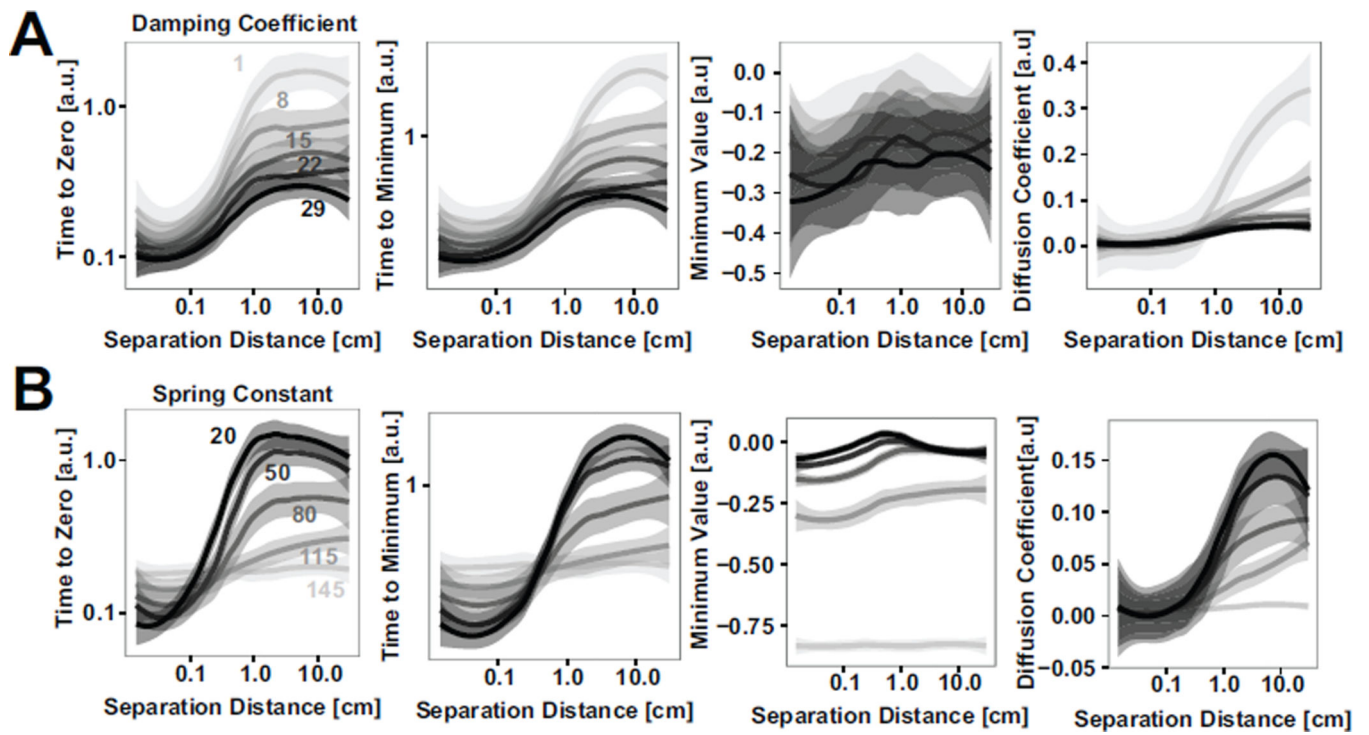 A
Damping Coefficient
Time to Zero [a.u.]
1.0
0.1
1
8
15
22
29
0.1 1.0 10.0
Separation Distance [cm]
Time to Minimum [a.u.]
1
0.1 1.0 10.0
Separation Distance [cm]
Minimum Value [a.u]
0.0
−0.1
−0.2
−0.3
−0.4
−0.5
0.1 1.0 10.0
Separation Distance [cm]
Diffusion Coefficient [a.u]
0.4
0.3
0.2
0.1
0.0
0.1 1.0 10.0
Separation Distance [cm]
B
Spring Constant
Time to Zero [a.u.]
1.0
0.1
20
50
80
115
145
0.1 1.0 10.0
Separation Distance [cm]
Time to Minimum [a.u.]
1
0.1 1.0 10.0
Separation Distance [cm]
Minimum Value [a.u.]
0.00
−0.25
−0.50
−0.75
0.1 1.0 10.0
Separation Distance [cm]
Diffusion Coefficient[a.u]
0.15
0.10
0.05
0.00
−0.05
0.1 1.0 10.0
Separation Distance [cm]